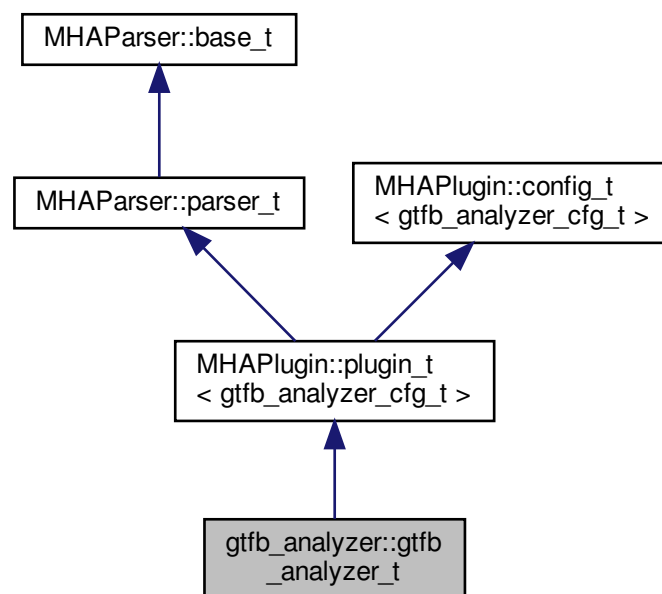 MHAParser::base_t
MHAParser::parser_t
MHAPlugin::config_t
< gtfb_analyzer_cfg_t >
MHAPlugin::plugin_t
< gtfb_analyzer_cfg_t >
gtfb_analyzer::gtfb
_analyzer_t